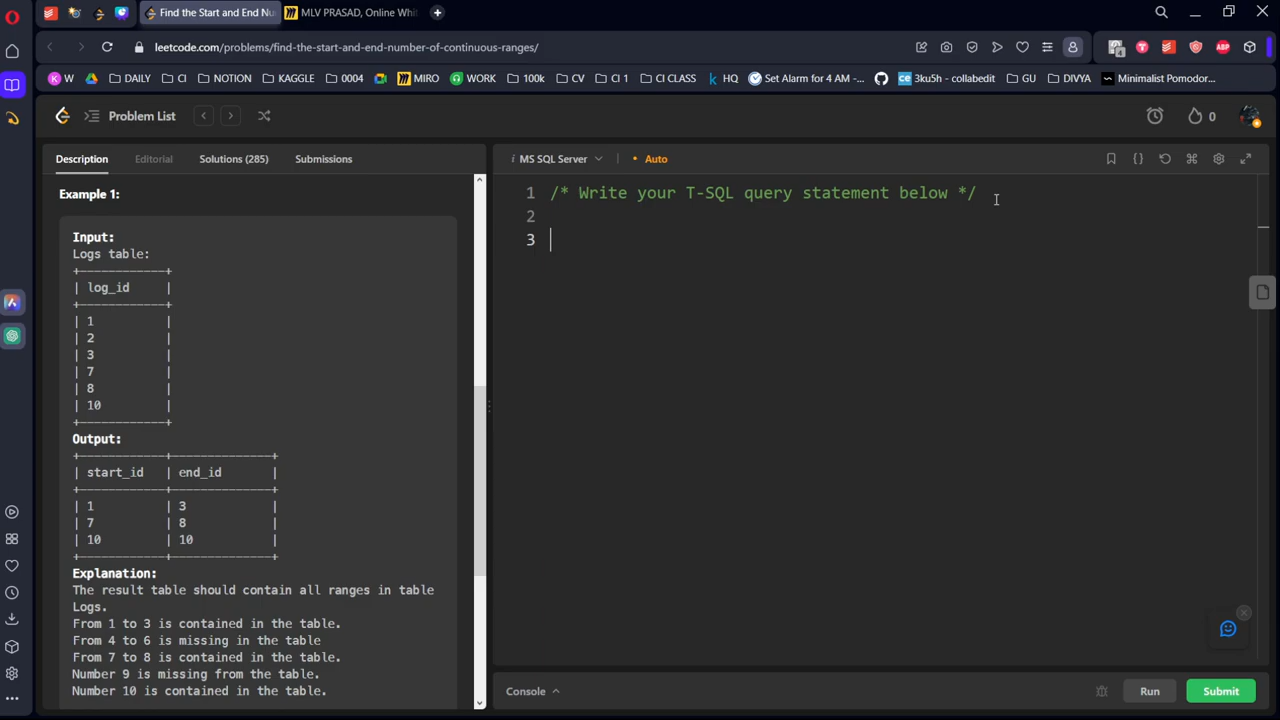 Find the Start and End Nu
MLV PRASAD, Online Whit
leetcode.com/problems/find-the-start-and-end-number-of-continuous-ranges/
W
DAILY
CI
NOTION
KAGGLE
0004
MIRO
WORK
100k
CV
CI 1
CI CLASS
HQ
Set Alarm for 4 AM -...
3ku5h - collabedit
GU
DIVYA
Minimalist Pomodor...
Problem List
0
Description
Editorial
Solutions (285)
Submissions
MS SQL Server
Auto
Example 1:
Input:
Logs table:
+------------+
| log_id     |
+------------+
| 1          |
| 2          |
| 3          |
| 7          |
| 8          |
| 10         |
+------------+
Output:
+------------+--------------+
| start_id   | end_id       |
+------------+--------------+
| 1          | 3            |
| 7          | 8            |
| 10         | 10           |
+------------+--------------+
Explanation:
The result table should contain all ranges in table
Logs.
From 1 to 3 is contained in the table.
From 4 to 6 is missing in the table
From 7 to 8 is contained in the table.
Number 9 is missing from the table.
Number 10 is contained in the table.
1 /* Write your T-SQL query statement below */
2
3
Console
Run
Submit